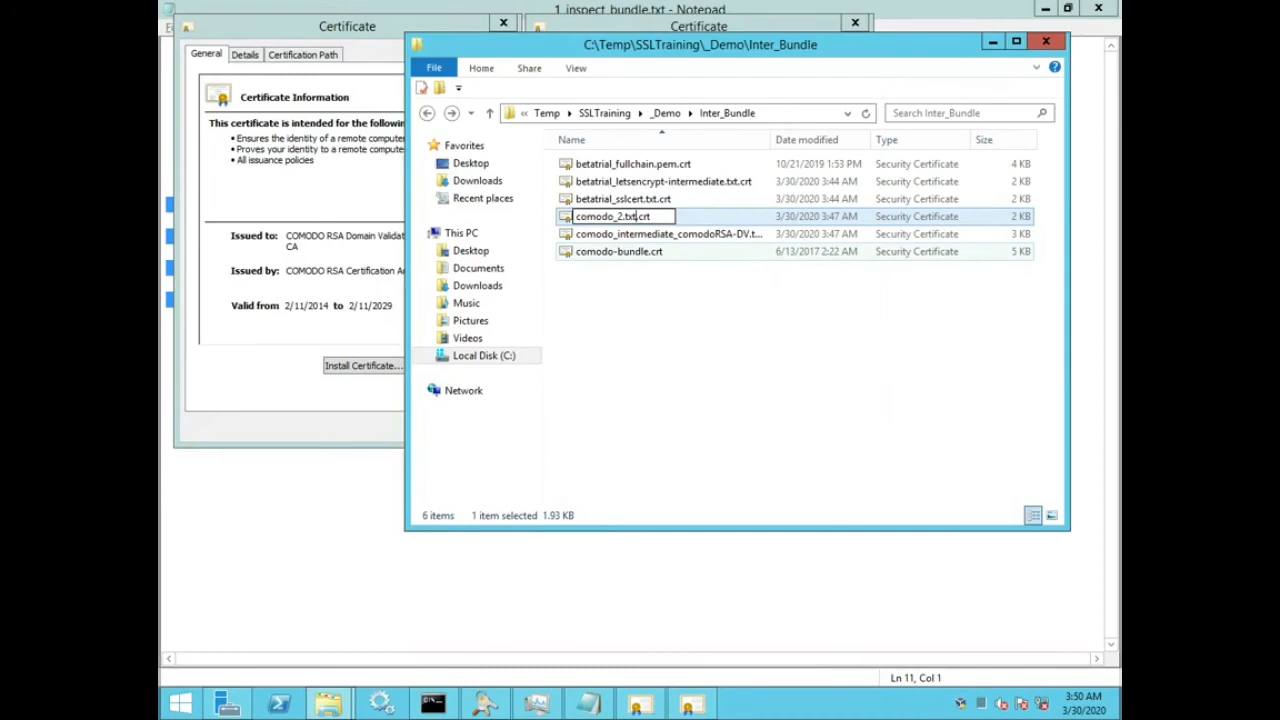 1_inspect_bundle.txt - Notepad
Certificate
Certificate
C:\Temp\SSLTraining\_Demo\Inter_Bundle
General Details Certification Path
File Home Share View
Certificate Information
« Temp SSLTraining _Demo Inter_Bundle
Search Inter_Bundle
This certificate is intended for the following
• Ensures the identity of a remote computer
• Proves your identity to a remote computer
• All issuance policies
Issued to: COMODO RSA Domain Validat
CA
Issued by: COMODO RSA Certification Au
Valid from 2/11/2014 to 2/11/2029
Install Certificate...
Favorites
Desktop
Downloads
Recent places
This PC
Desktop
Documents
Downloads
Music
Pictures
Videos
Local Disk (C:)
Network
Name Date modified Type Size
betatrial_fullchain.pem.crt 10/21/2019 1:53 PM Security Certificate 4 KB
betatrial_letsencrypt-intermediate.txt.crt 3/30/2020 3:44 AM Security Certificate 2 KB
betatrial_sslcert.txt.crt 3/30/2020 3:44 AM Security Certificate 2 KB
comodo_2.txt.crt 3/30/2020 3:47 AM Security Certificate 2 KB
comodo_intermediate_comodoRSA-DV.t... 3/30/2020 3:47 AM Security Certificate 3 KB
comodo-bundle.crt 6/13/2017 2:22 AM Security Certificate 5 KB
6 items 1 item selected 1.93 KB
Ln 11, Col 1
3:50 AM
3/30/2020